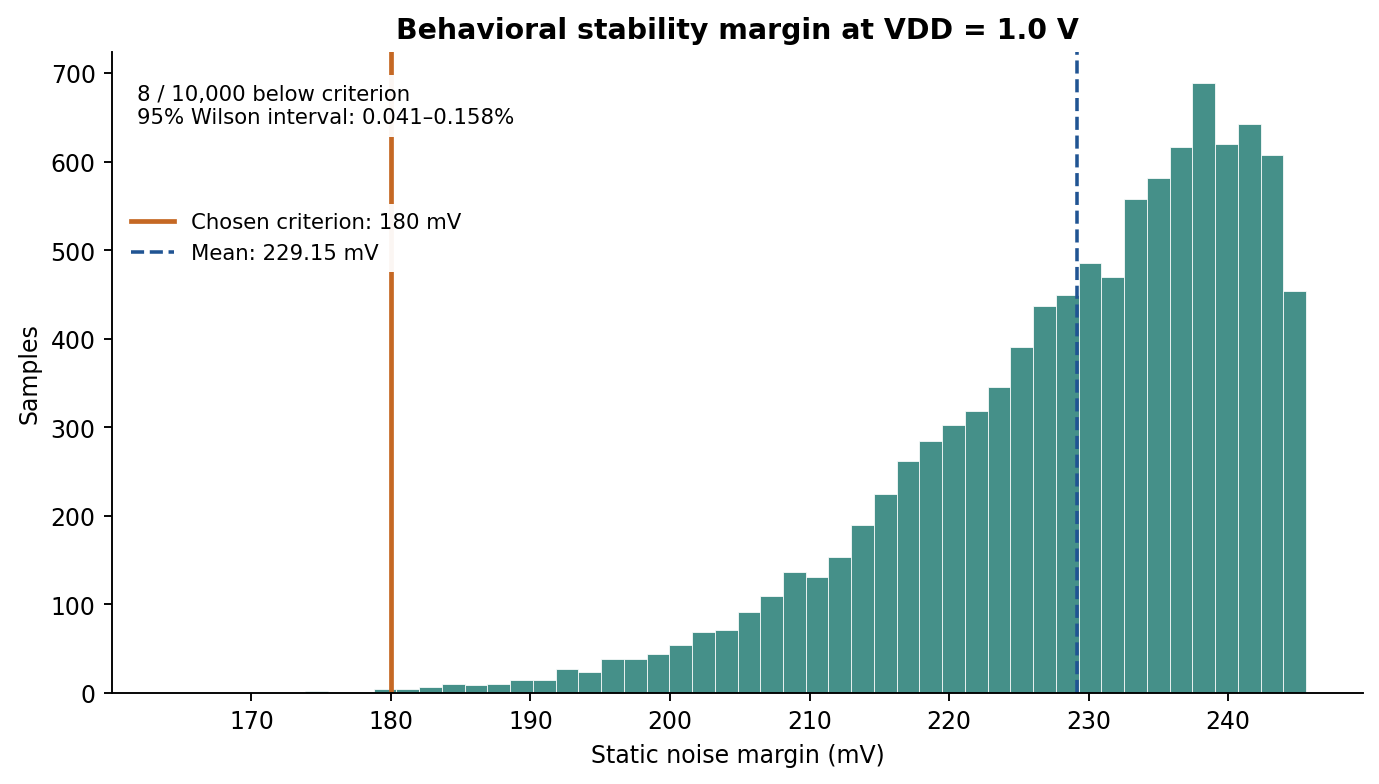 Behavioral stability margin at VDD = 1.0 V
700
600
500
400
300
200
100
0
Samples
8 / 10,000 below criterion
95% Wilson interval: 0.041–0.158%
Chosen criterion: 180 mV
Mean: 229.15 mV
170
180
190
200
210
220
230
240
Static noise margin (mV)